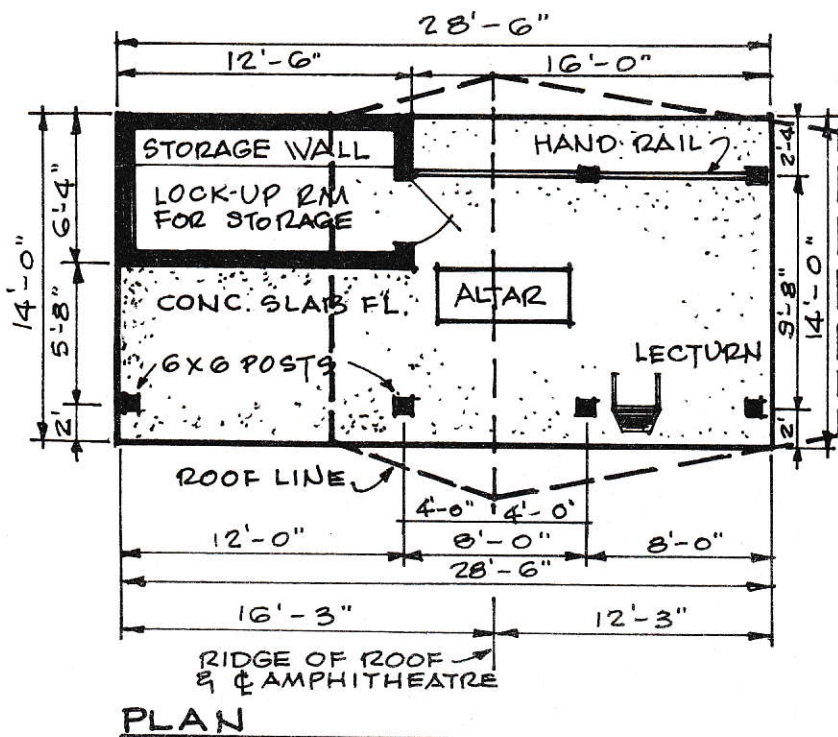 28'-6"
12'-6"
16'-0"
STORAGE WALL
HAND RAIL
2'-4"
LOCK-UP RM
FOR STORAGE
6'-4"
14'-0"
5'-8"
2'
CONC. SLAB FL.
ALTAR
9'-8"
14'-0"
LECTURN
6X6 POSTS
2'
ROOF LINE
4'-0" 4'-0"
12'-0"
8'-0"
8'-0"
28'-6"
16'-3"
12'-3"
RIDGE OF ROOF
& ℄ AMPHITHEATRE
PLAN